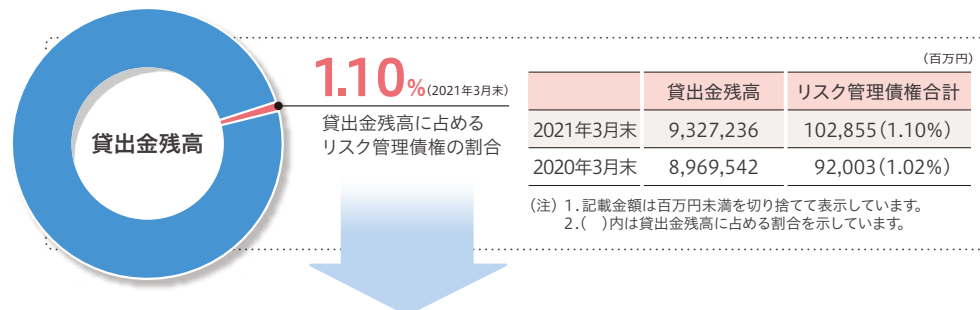 貸出金残高
1.10%(2021年3月末)
貸出金残高に占める
リスク管理債権の割合
(百万円)
貸出金残高 リスク管理債権合計
2021年3月末 9,327,236 102,855(1.10%)
2020年3月末 8,969,542 92,003(1.02%)
(注) 1.記載金額は百万円未満を切り捨てて表示しています。
2.( )内は貸出金残高に占める割合を示しています。